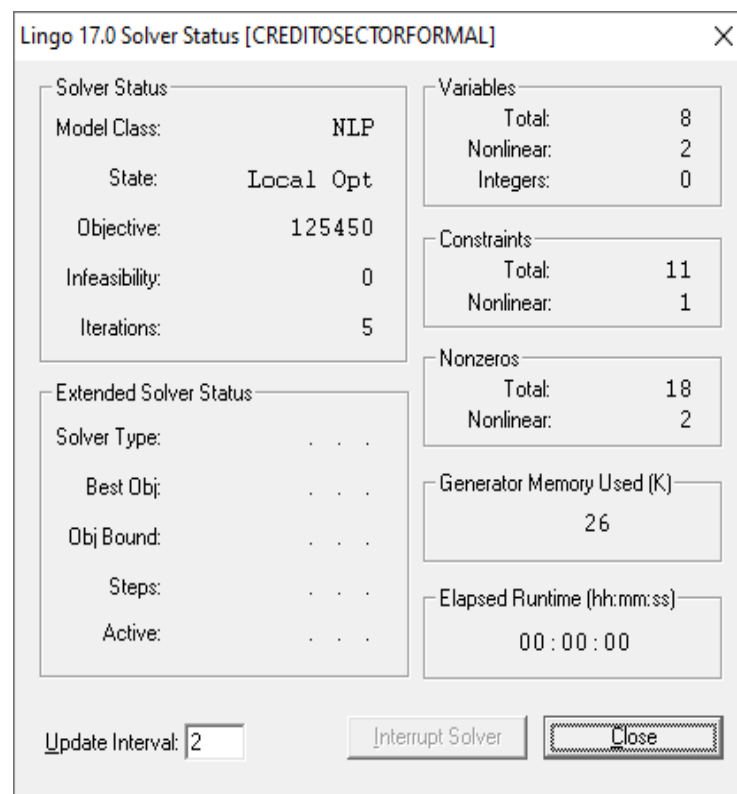 Lingo 17.0 Solver Status [CREDITOSECTORFORMAL]
Solver Status
Model Class: NLP
State: Local Opt
Objective: 125450
Infeasibility: 0
Iterations: 5
Extended Solver Status
Solver Type: . . .
Best Obj: . . .
Obj Bound: . . .
Steps: . . .
Active: . . .
Variables
Total: 8
Nonlinear: 2
Integers: 0
Constraints
Total: 11
Nonlinear: 1
Nonzeros
Total: 18
Nonlinear: 2
Generator Memory Used (K)
26
Elapsed Runtime (hh:mm:ss)
00:00:00
Update Interval: 2
Interrupt Solver
Close